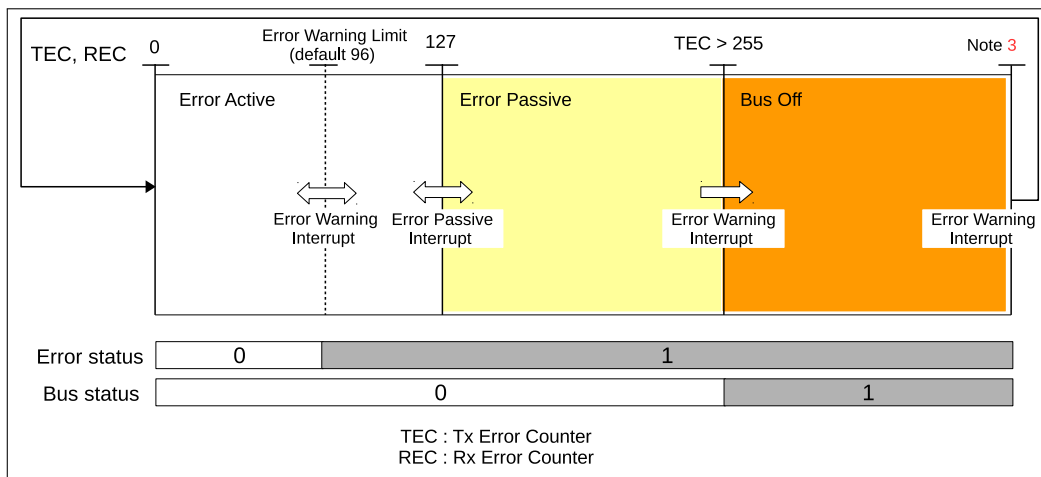 TEC, REC
0
Error Warning Limit
(default 96)
127
TEC > 255
Note 3
Error Active
Error Passive
Bus Off
Error Warning
Interrupt
Error Passive
Interrupt
Error Warning
Interrupt
Error Warning
Interrupt
Error status
0
1
Bus status
0
1
TEC : Tx Error Counter
REC : Rx Error Counter